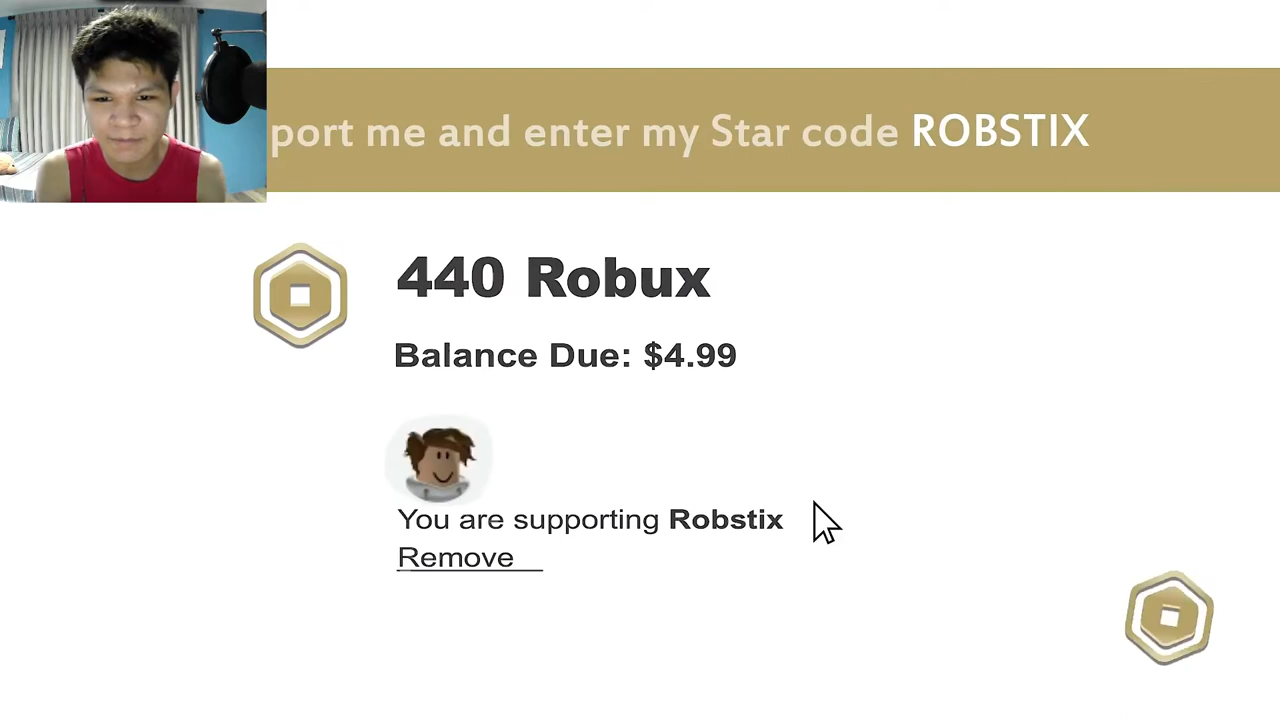 port me and enter my Star code ROBSTIX
440 Robux
Balance Due: $4.99
You are supporting Robstix
Remove